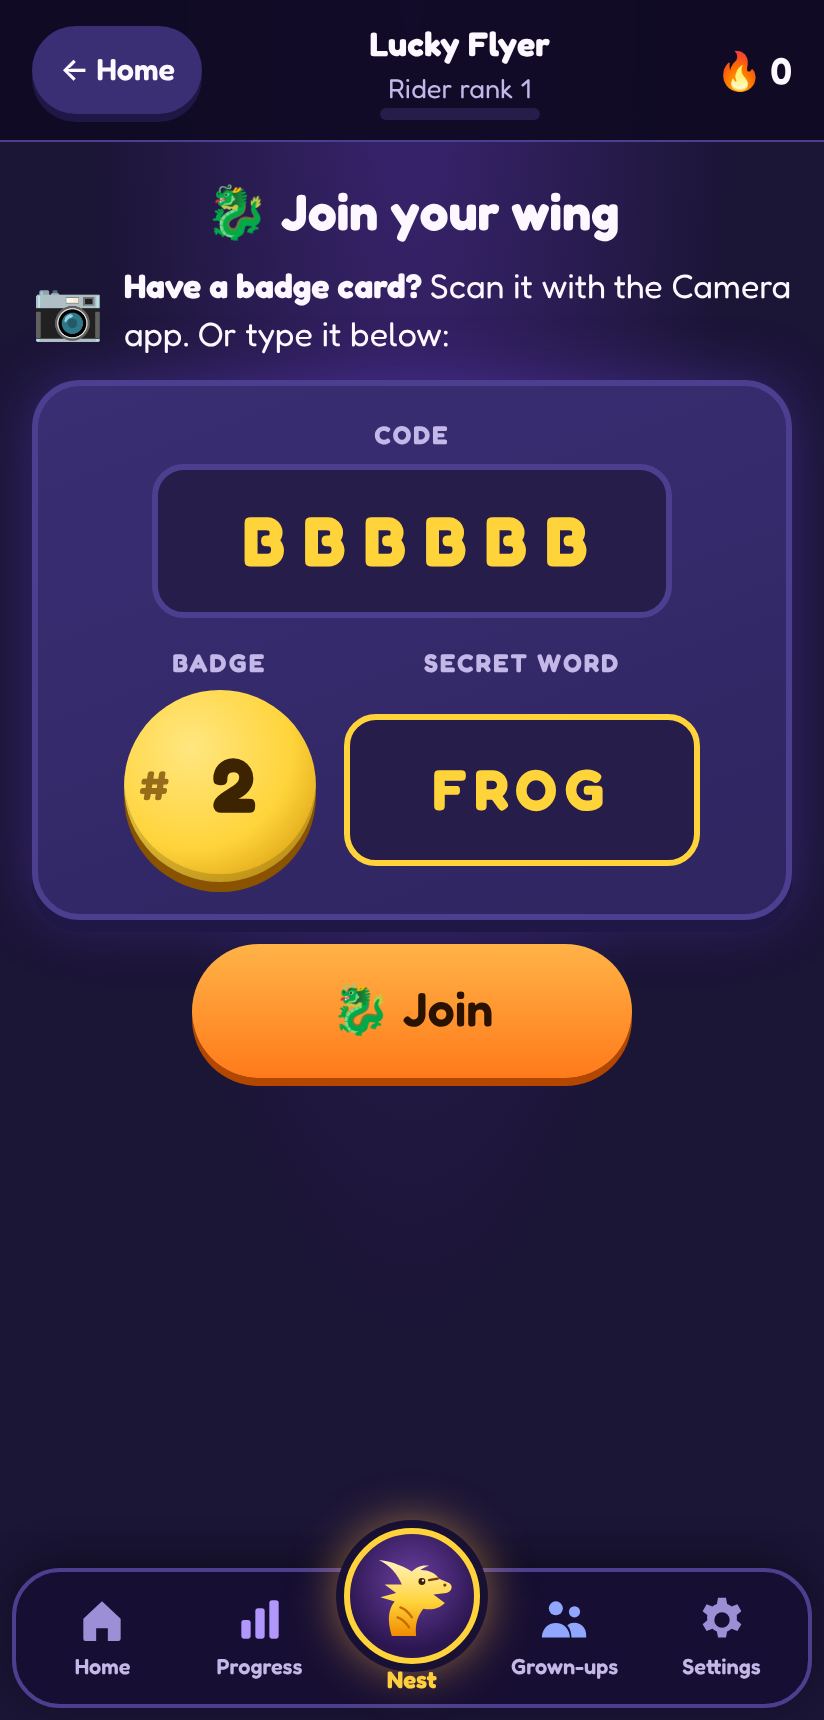 ← Home
Lucky Flyer
Rider rank 1
0
Join your wing
Have a badge card? Scan it with the Camera
app. Or type it below:
CODE
BBBBBB
BADGE
SECRET WORD
# 2
FROG
Join
Home
Progress
Nest
Grown-ups
Settings